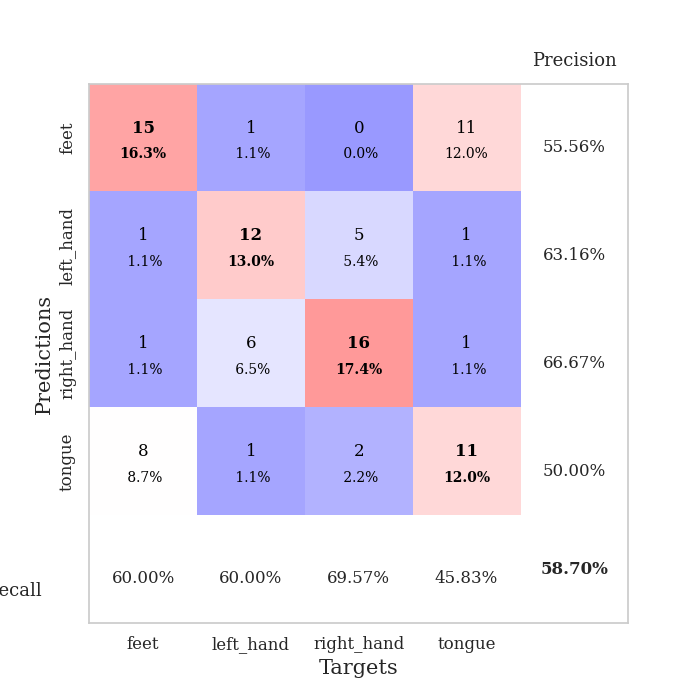 Precision
feet
15 1 0 11
16.3% 1.1% 0.0% 12.0%
55.56%
left_hand
1 12 5 1
1.1% 13.0% 5.4% 1.1%
63.16%
right_hand
1 6 16 1
1.1% 6.5% 17.4% 1.1%
66.67%
tongue
8 1 2 11
8.7% 1.1% 2.2% 12.0%
50.00%
Predictions
ecall
60.00% 60.00% 69.57% 45.83% 58.70%
feet left_hand right_hand tongue
Targets